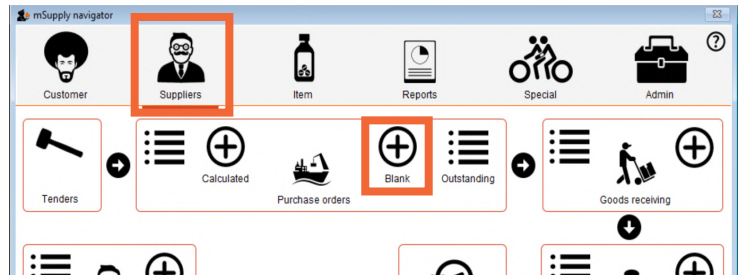 mSupply navigator
Customer
Suppliers
Item
Reports
Special
Admin
?
Tenders
Calculated
Purchase orders
Blank
Outstanding
Goods receiving